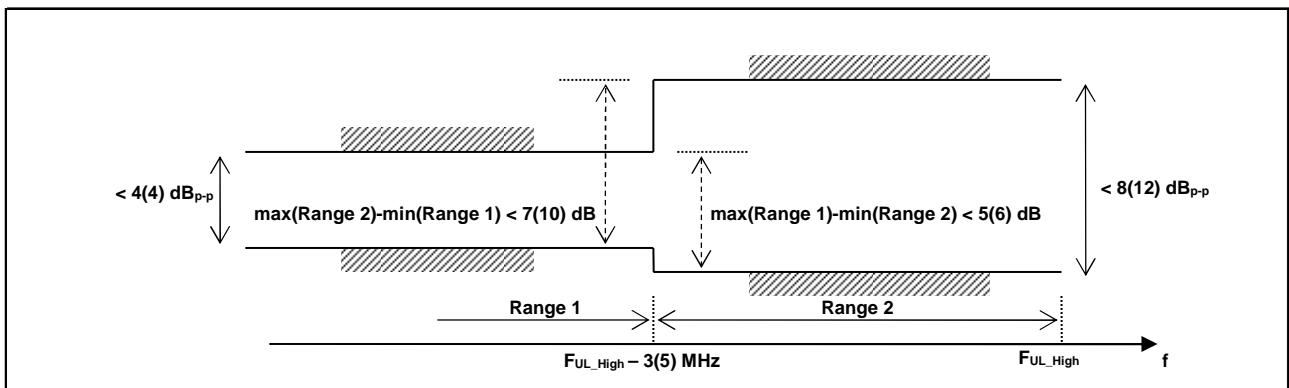 < 4(4) dBp-p
max(Range 2)-min(Range 1) < 7(10) dB
max(Range 1)-min(Range 2) < 5(6) dB
< 8(12) dBp-p
Range 1
Range 2
FUL_High – 3(5) MHz
FUL_High
f